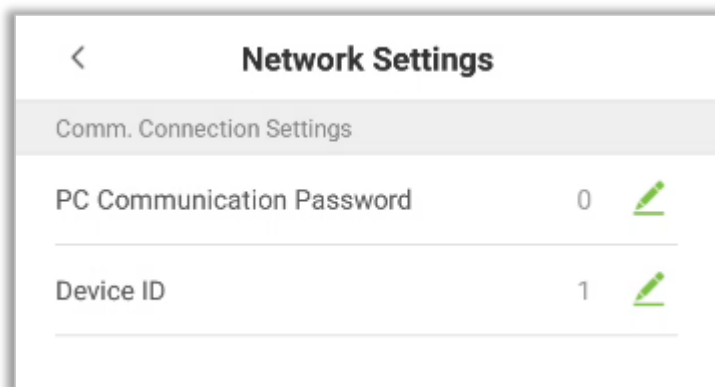 Network Settings
Comm. Connection Settings
PC Communication Password 0
Device ID 1